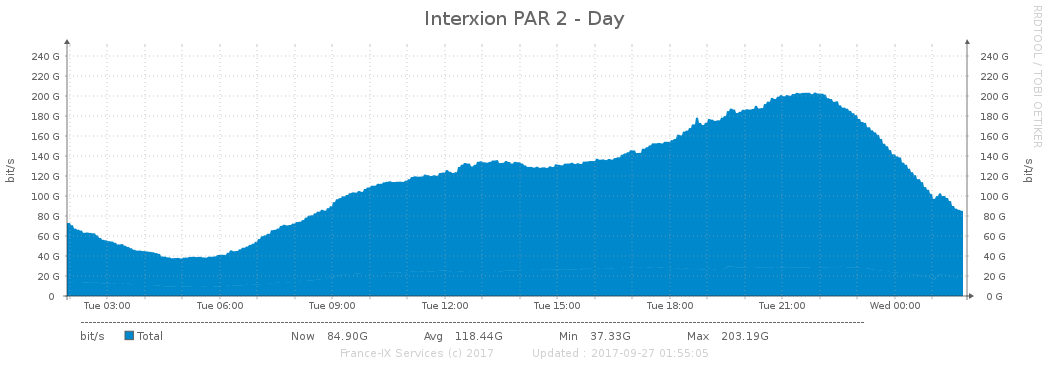 Interxion PAR 2 - Day
RRDTOOL / TOBI OETIKER
bit/s
240 G 240 G
220 G 220 G
200 G 200 G
180 G 180 G
160 G 160 G
140 G 140 G
120 G 120 G
100 G 100 G
80 G 80 G
60 G 60 G
40 G 40 G
20 G 20 G
0 0 G
bit/s
Tue 03:00 Tue 06:00 Tue 09:00 Tue 12:00 Tue 15:00 Tue 18:00 Tue 21:00 Wed 00:00
bit/s Total Now 84.90G Avg 118.44G Min 37.33G Max 203.19G
France-IX Services (c) 2017 Updated : 2017-09-27 01:55:05